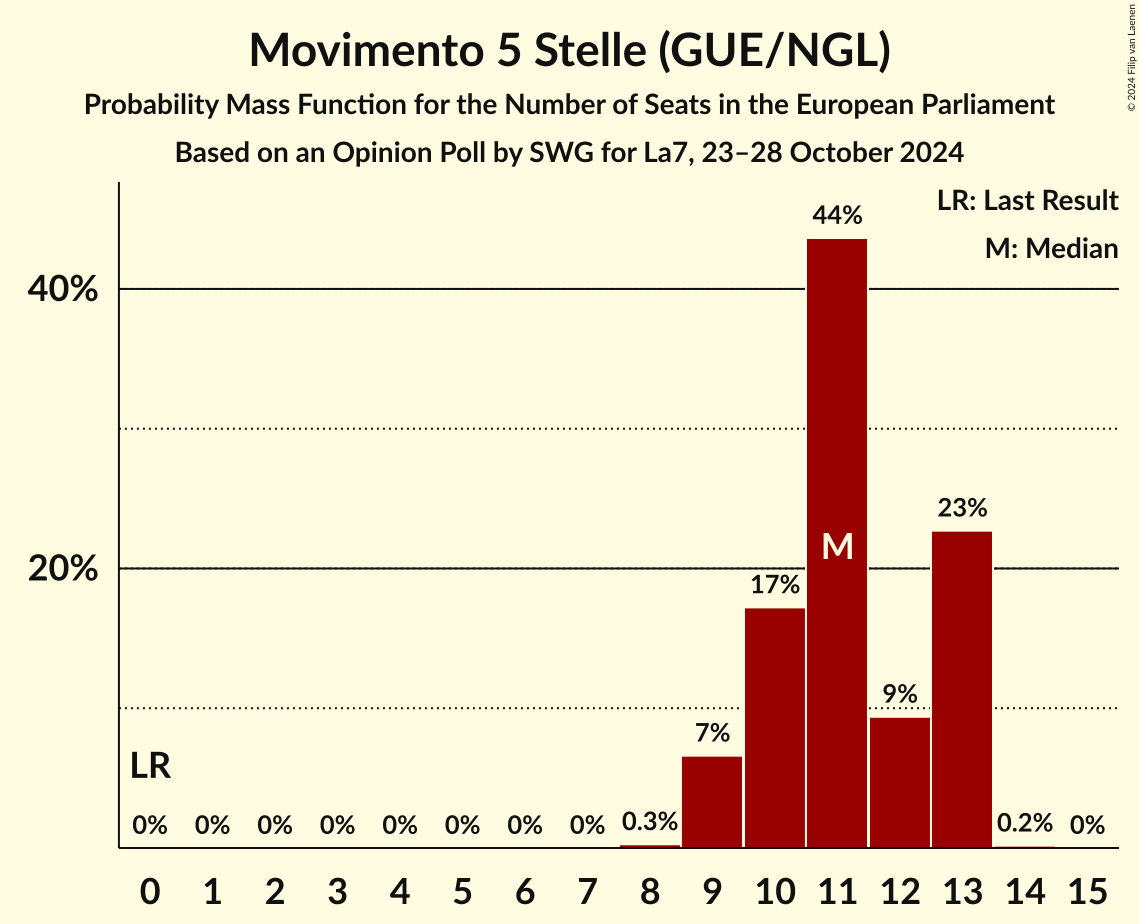 Movimento 5 Stelle (GUE/NGL)
Probability Mass Function for the Number of Seats in the European Parliament
Based on an Opinion Poll by SWG for La7, 23–28 October 2024
© 2024 Filip van Laenen
LR: Last Result
M: Median
44%
40%
23%
M
20%
17%
9%
7%
LR
0% 0% 0% 0% 0% 0% 0% 0% 0.3% 0.2% 0%
0 1 2 3 4 5 6 7 8 9 10 11 12 13 14 15